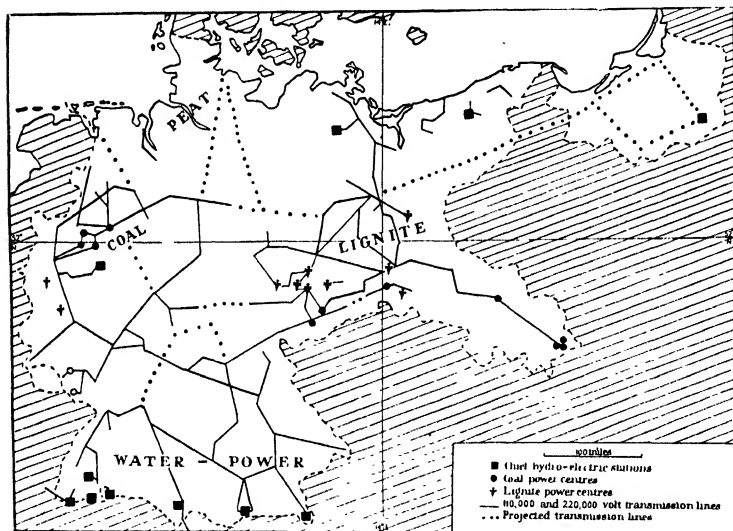 PEAT
COAL
LIGNITE
WATER - POWER
100 miles
Chief hydro-electric stations
Coal power centres
Lignite power centres
110,000 and 220,000 volt transmission lines
Projected transmission lines